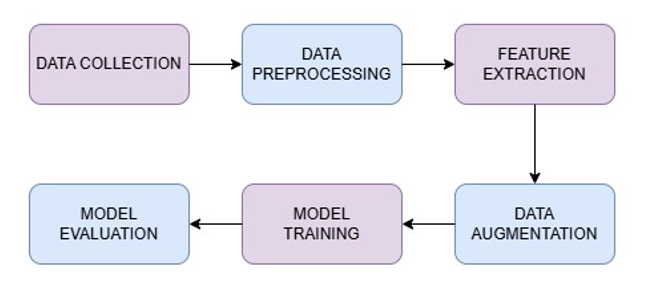 DATA COLLECTION
DATA
PREPROCESSING
FEATURE
EXTRACTION
DATA
AUGMENTATION
MODEL
TRAINING
MODEL
EVALUATION